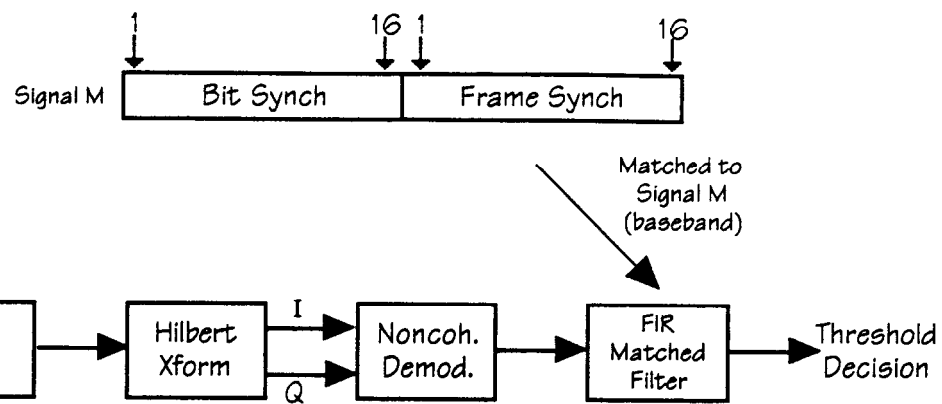 1 16 1 16
Signal M Bit Synch Frame Synch
Matched to
Signal M
(baseband)
Hilbert
Xform
I
Q
Noncoh.
Demod.
FIR
Matched
Filter
Threshold
Decision